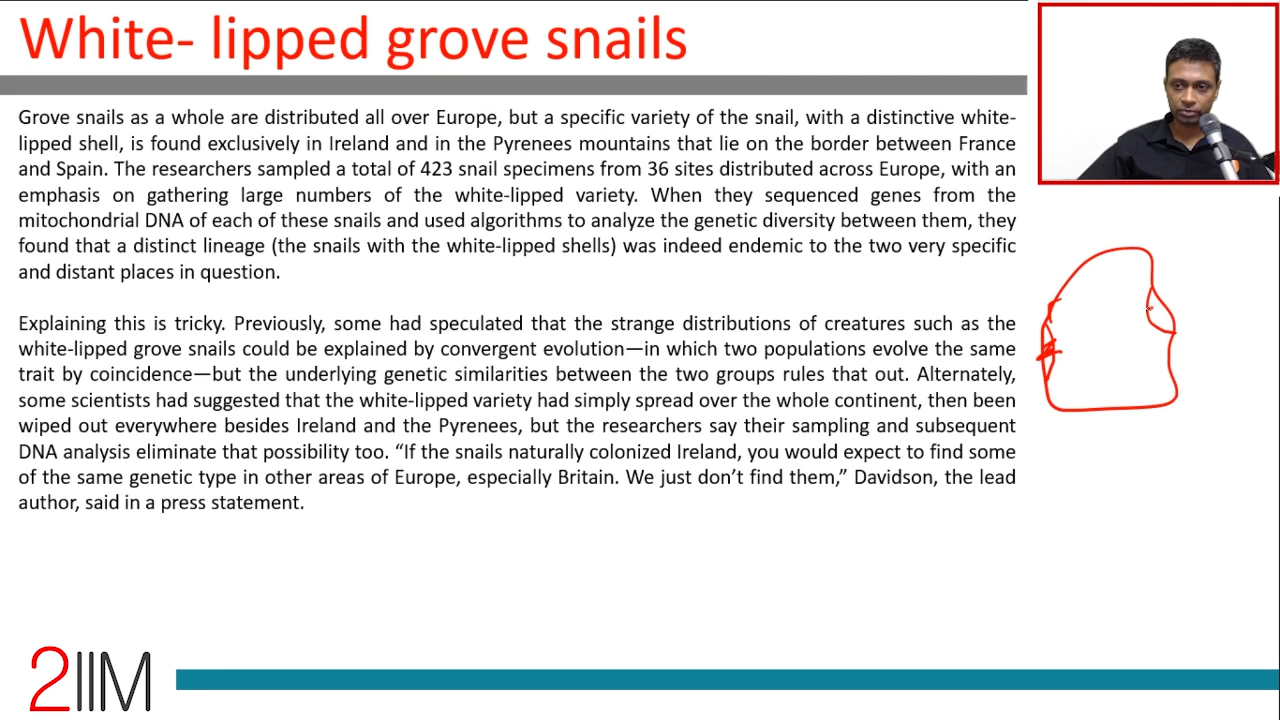 White- lipped grove snails
Grove snails as a whole are distributed all over Europe, but a specific variety of the snail, with a distinctive white-
lipped shell, is found exclusively in Ireland and in the Pyrenees mountains that lie on the border between France
and Spain. The researchers sampled a total of 423 snail specimens from 36 sites distributed across Europe, with an
emphasis on gathering large numbers of the white-lipped variety. When they sequenced genes from the
mitochondrial DNA of each of these snails and used algorithms to analyze the genetic diversity between them, they
found that a distinct lineage (the snails with the white-lipped shells) was indeed endemic to the two very specific
and distant places in question.
Explaining this is tricky. Previously, some had speculated that the strange distributions of creatures such as the
white-lipped grove snails could be explained by convergent evolution—in which two populations evolve the same
trait by coincidence—but the underlying genetic similarities between the two groups rules that out. Alternately,
some scientists had suggested that the white-lipped variety had simply spread over the whole continent, then been
wiped out everywhere besides Ireland and the Pyrenees, but the researchers say their sampling and subsequent
DNA analysis eliminate that possibility too. “If the snails naturally colonized Ireland, you would expect to find some
of the same genetic type in other areas of Europe, especially Britain. We just don’t find them,” Davidson, the lead
author, said in a press statement.
2IIM